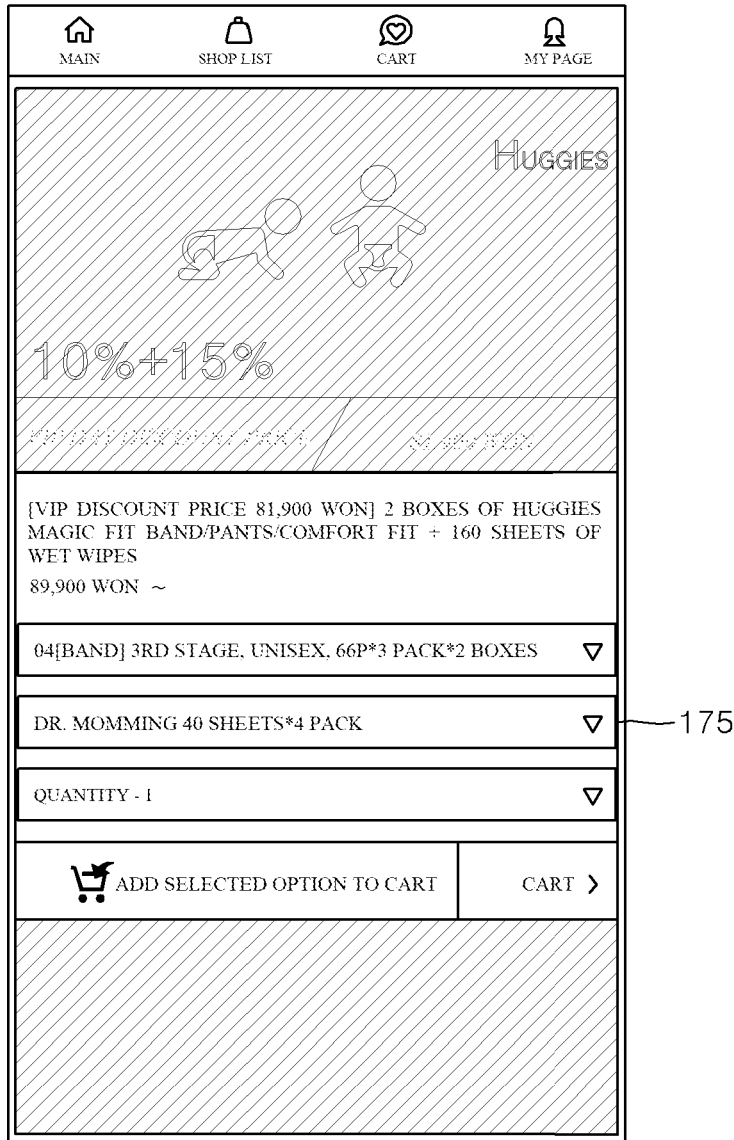 MAIN
SHOP LIST
CART
MY PAGE
HUGGIES
10%+15%
[VIP DISCOUNT PRICE 81,900 WON] 2 BOXES OF HUGGIES
MAGIC FIT BAND/PANTS/COMFORT FIT + 160 SHEETS OF
WET WIPES
89,900 WON ~
04[BAND] 3RD STAGE, UNISEX, 66P*3 PACK*2 BOXES
DR. MOMMING 40 SHEETS*4 PACK
175
QUANTITY - 1
ADD SELECTED OPTION TO CART
CART >